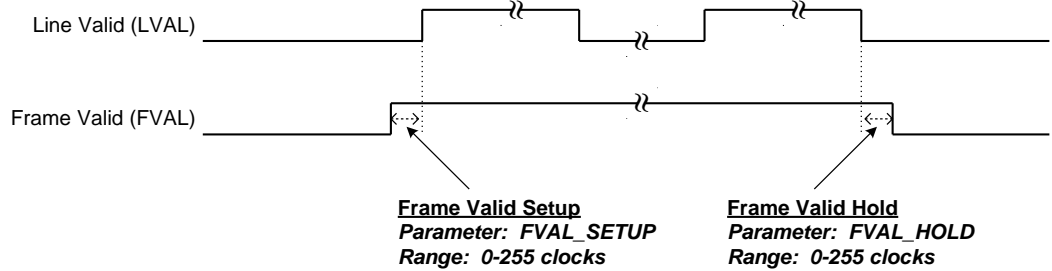 Line Valid (LVAL)
Frame Valid (FVAL)
Frame Valid Setup
Parameter: FVAL_SETUP
Range: 0-255 clocks
Frame Valid Hold
Parameter: FVAL_HOLD
Range: 0-255 clocks